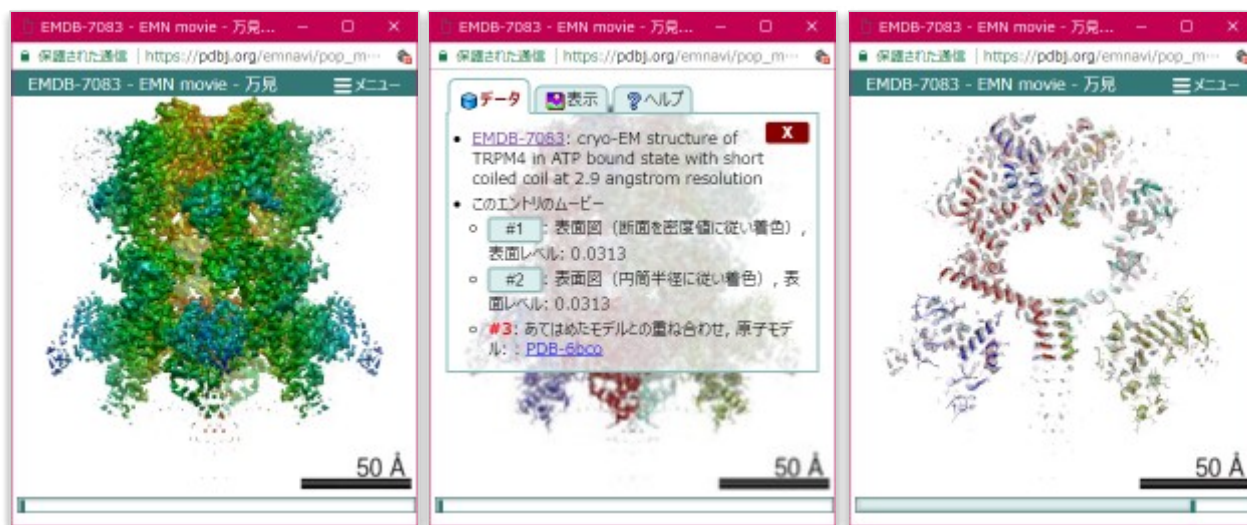 EMDB-7083 - EMN movie - 万見...
保護された通信 | https://pdbj.org/emnavi/pop_m...
EMDB-7083 - EMN movie - 万見 メニュー
50 Å
EMDB-7083 - EMN movie - 万見...
保護された通信 | https://pdbj.org/emnavi/pop_m...
データ 表示 ヘルプ
X
• EMDB-7083: cryo-EM structure of
TRPM4 in ATP bound state with short
coiled coil at 2.9 angstrom resolution
• このエントリのムービー
○ #1 : 表面図（断面を密度値に従い着色）,
表面レベル: 0.0313
○ #2 : 表面図（円筒半径に従い着色）, 表
面レベル: 0.0313
○ #3: あてはめたモデルとの重ね合わせ, 原子モデ
ル: : PDB-6bco
50 Å
EMDB-7083 - EMN movie - 万見...
保護された通信 | https://pdbj.org/emnavi/pop_m...
EMDB-7083 - EMN movie - 万見 メニュー
50 Å